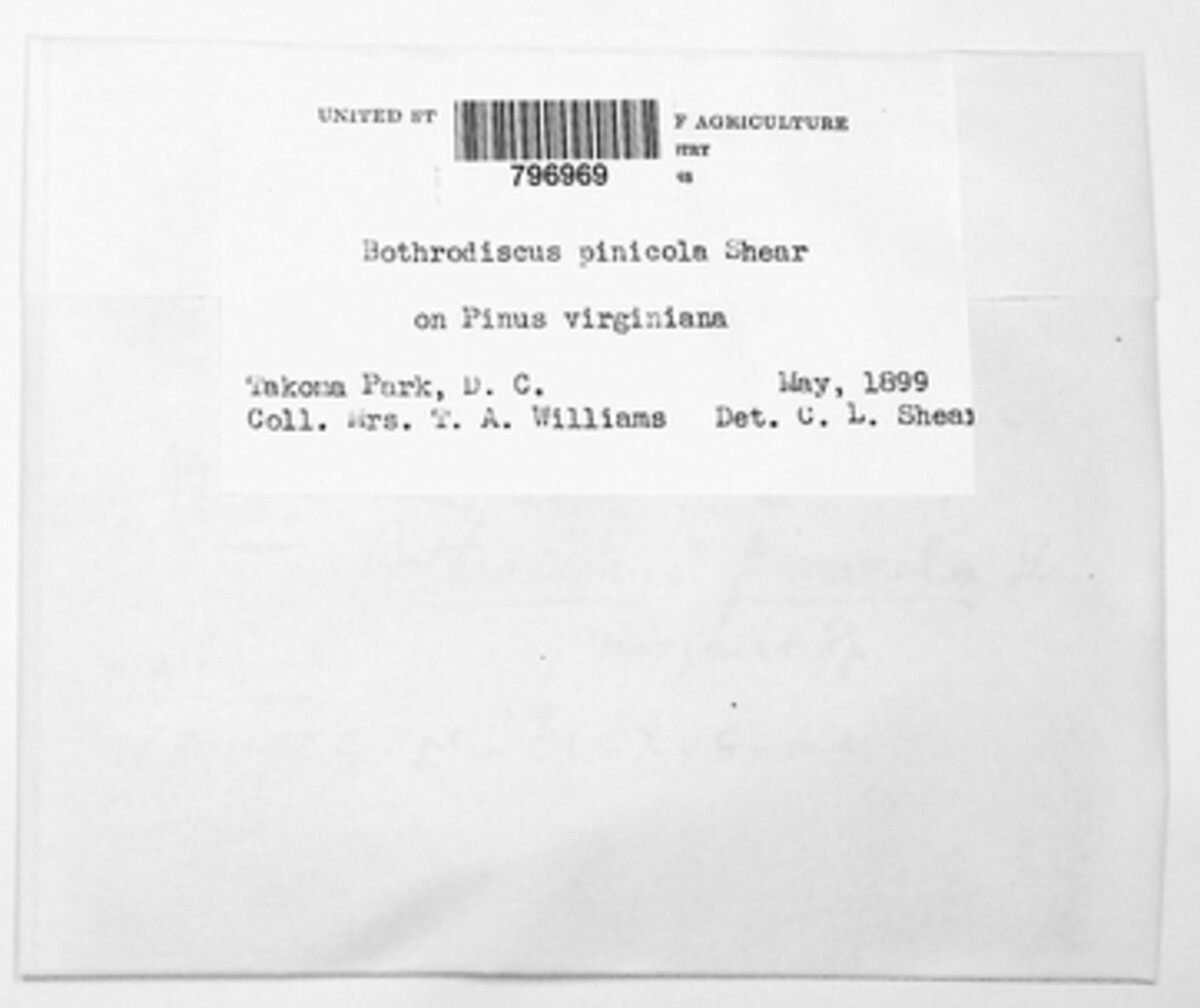 UNITED ST F AGRICULTURE
796969
Bothrodiscus pinicola Shear
on Pinus virginiana
Takoma Park, D. C. May, 1899
Coll. Mrs. T. A. Williams Det. C. L. Shear